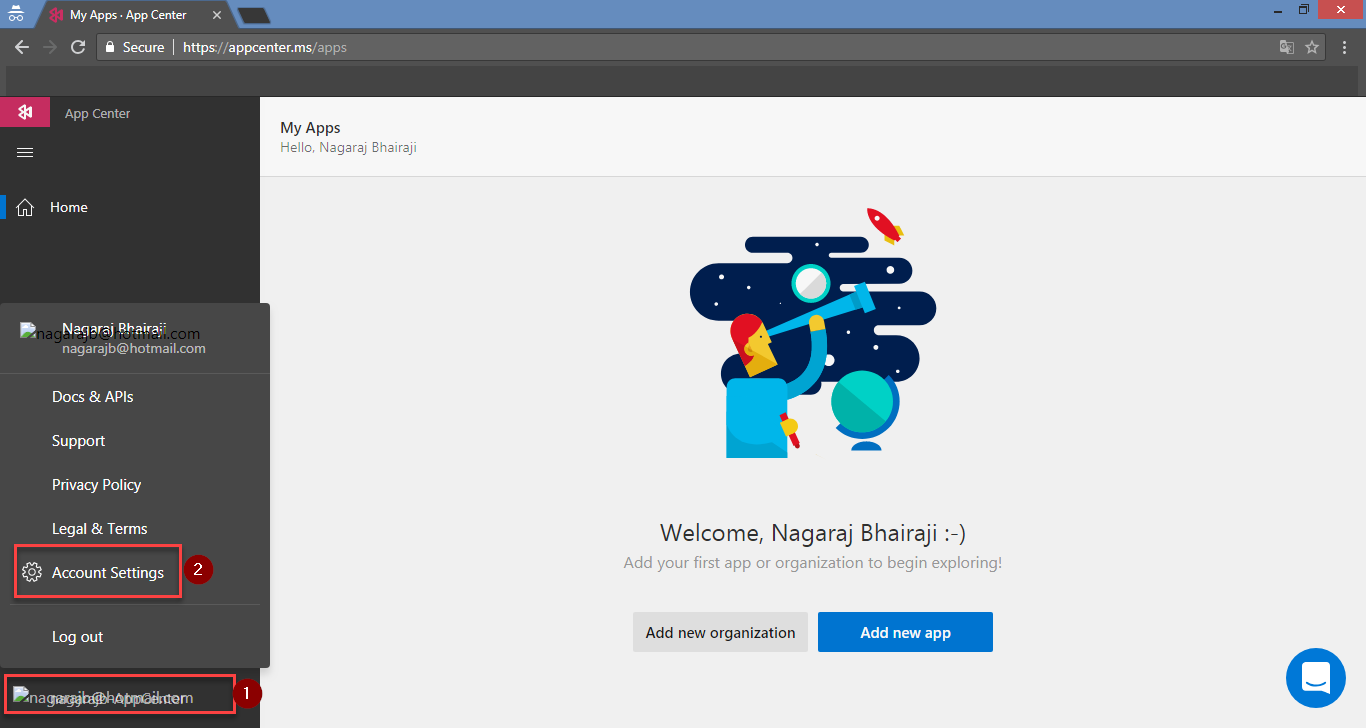 My Apps · App Center
Secure
https://appcenter.ms/apps
App Center
My Apps
Hello, Nagaraj Bhairaji
Home
Nagaraj Bhairaji
nagarajb@hotmail.com
nagarajb@hotmail.com
Docs & APIs
Support
Privacy Policy
Legal & Terms
Account Settings
2
Log out
nagarajb@hotmail.com
nagarajb-AppCenter
1
Welcome, Nagaraj Bhairaji :-)
Add your first app or organization to begin exploring!
Add new organization
Add new app